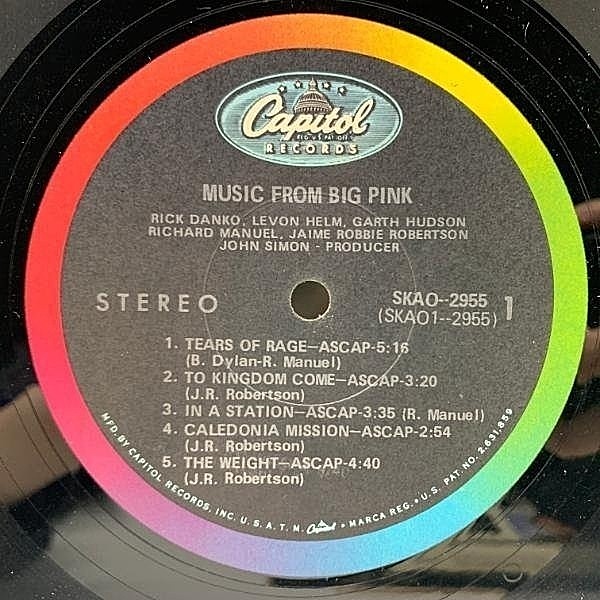 Capitol
REG. U.S. PAT. OFF.
RECORDS
MUSIC FROM BIG PINK
RICK DANKO, LEVON HELM, GARTH HUDSON
RICHARD MANUEL, JAIME ROBBIE ROBERTSON
JOHN SIMON - PRODUCER
STEREO
SKAO--2955
(SKAO1--2955)
1
1. TEARS OF RAGE—ASCAP-5:16
(B. Dylan-R. Manuel)
2. TO KINGDOM COME—ASCAP-3:20
(J.R. Robertson)
3. IN A STATION—ASCAP-3:35 (R. Manuel)
4. CALEDONIA MISSION—ASCAP-2:54
(J.R. Robertson)
5. THE WEIGHT—ASCAP-4:40
(J.R. Robertson)
MFD. BY CAPITOL RECORDS, INC. U.S.A. T.M. Capitol • MARCA REG. • U.S. PAT. NO. 2,631,859